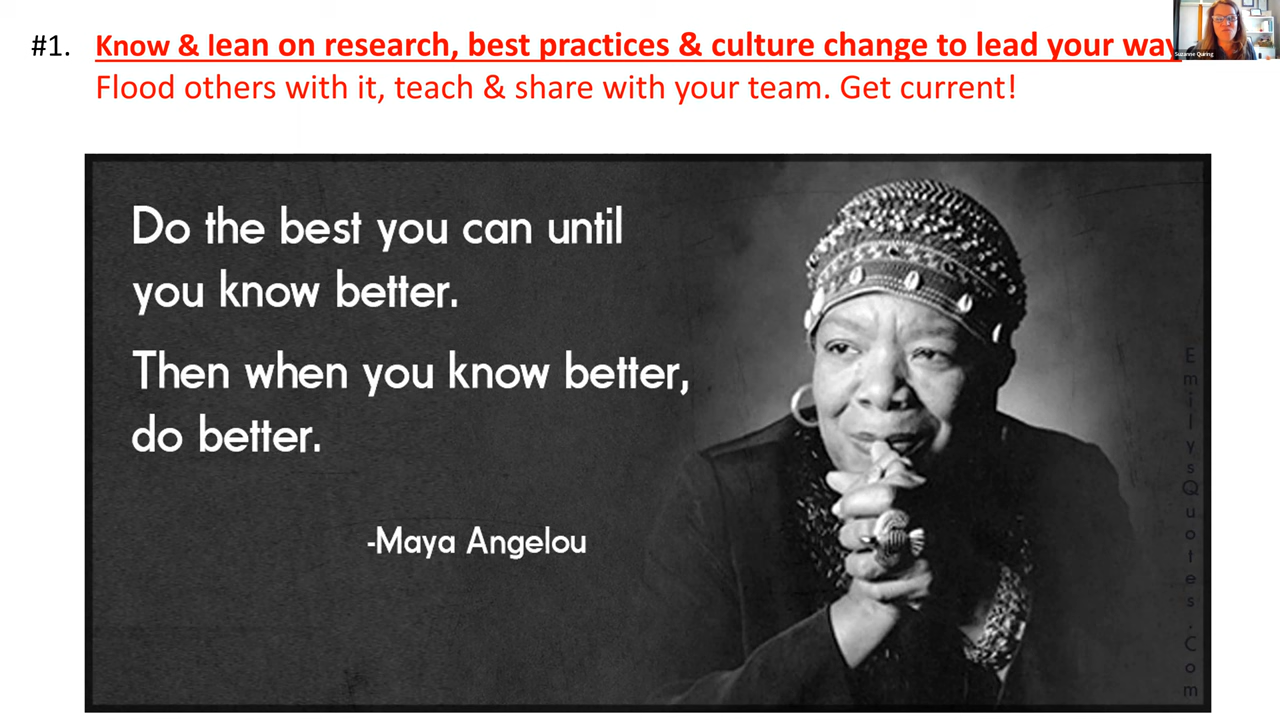 #1. Know & lean on research, best practices & culture change to lead your way
Flood others with it, teach & share with your team. Get current!
Suzanne Quiring
Do the best you can until
you know better.
Then when you know better,
do better.
-Maya Angelou
EmilysQuotes.Com